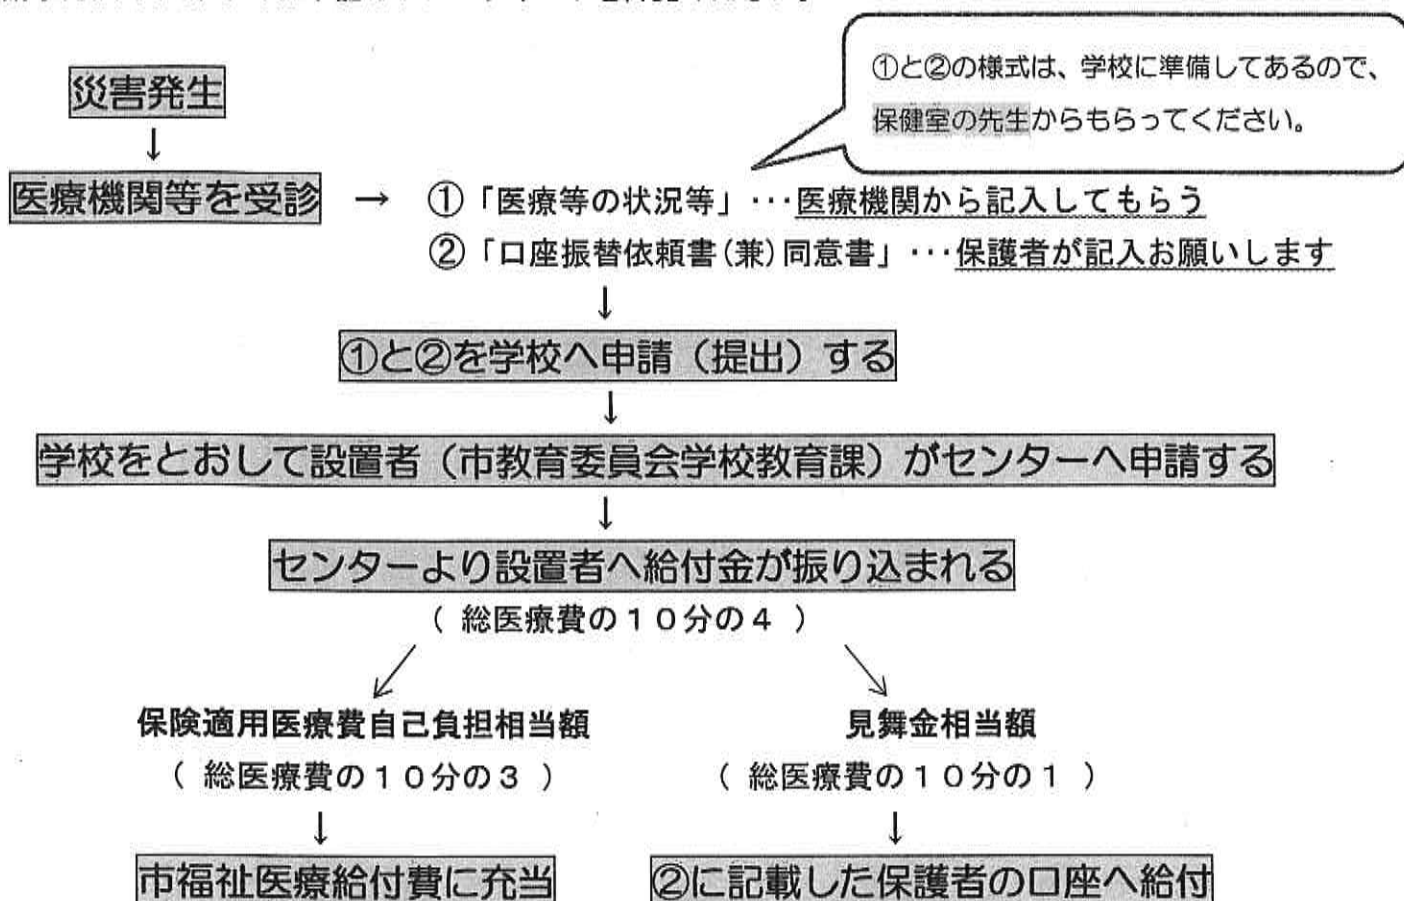 ①と②の様式は、学校に準備してあるので、
保健室の先生からもらってください。
災害発生
↓
医療機関等を受診 → ①「医療等の状況等」･･･医療機関から記入してもらう
②「口座振替依頼書(兼)同意書」･･･保護者が記入お願いします
↓
①と②を学校へ申請（提出）する
↓
学校をとおして設置者（市教育委員会学校教育課）がセンターへ申請する
↓
センターより設置者へ給付金が振り込まれる
（ 総医療費の１０分の４ ）
↙ ↘
保険適用医療費自己負担相当額 見舞金相当額
（ 総医療費の１０分の３ ） （ 総医療費の１０分の１ ）
↓ ↓
市福祉医療給付費に充当 ②に記載した保護者の口座へ給付